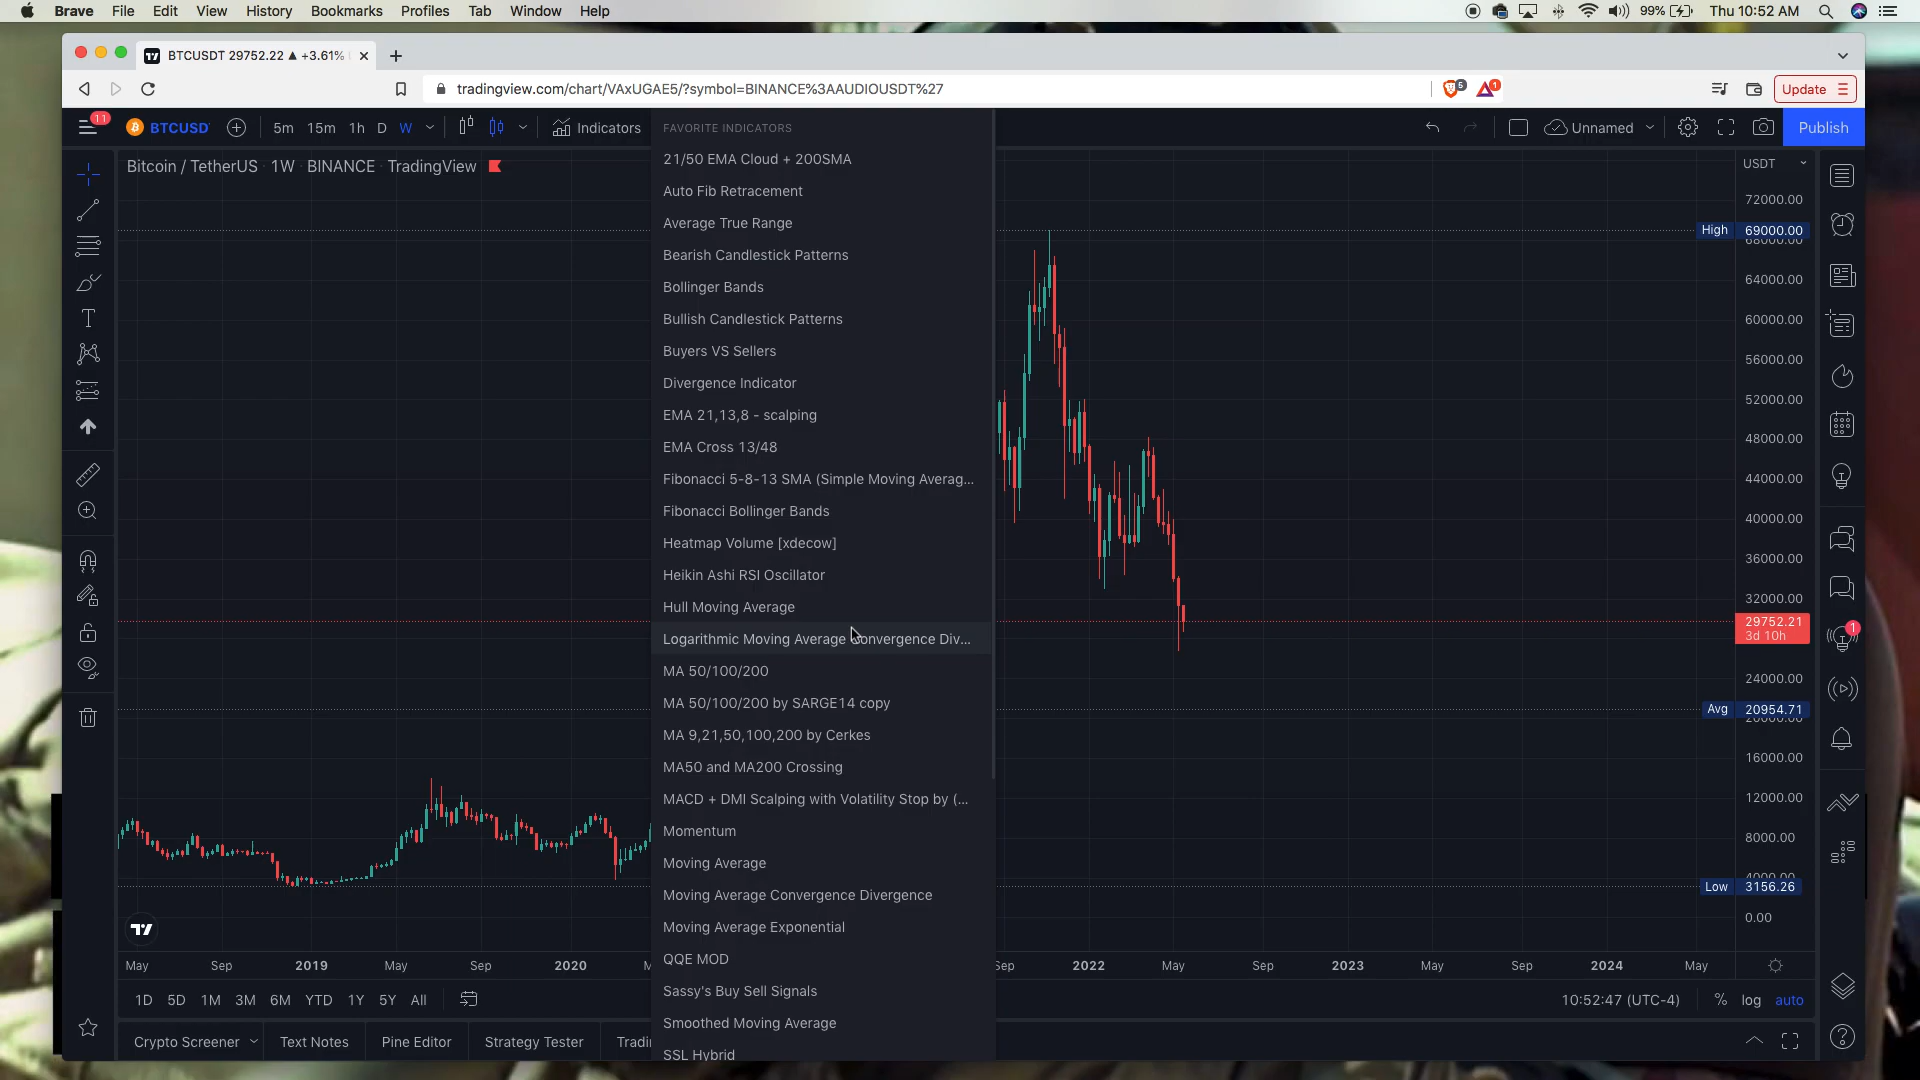 Brave File Edit View History Bookmarks Profiles Tab Window Help
99% Thu 10:52 AM
BTCUSDT 29752.22 ▲ +3.61%
tradingview.com/chart/VAxUGAE5/?symbol=BINANCE%3AAUDIOUSDT%27
5
1
Update
11
BTCUSD
5m 15m 1h D W
Indicators
FAVORITE INDICATORS
Unnamed
Publish
Bitcoin / TetherUS · 1W · BINANCE · TradingView
21/50 EMA Cloud + 200SMA
Auto Fib Retracement
Average True Range
Bearish Candlestick Patterns
Bollinger Bands
Bullish Candlestick Patterns
Buyers VS Sellers
Divergence Indicator
EMA 21,13,8 - scalping
EMA Cross 13/48
Fibonacci 5-8-13 SMA (Simple Moving Averag...
Fibonacci Bollinger Bands
Heatmap Volume [xdecow]
Heikin Ashi RSI Oscillator
Hull Moving Average
Logarithmic Moving Average Convergence Div...
MA 50/100/200
MA 50/100/200 by SARGE14 copy
MA 9,21,50,100,200 by Cerkes
MA50 and MA200 Crossing
MACD + DMI Scalping with Volatility Stop by (...
Momentum
Moving Average
Moving Average Convergence Divergence
Moving Average Exponential
QQE MOD
Sassy's Buy Sell Signals
Smoothed Moving Average
SSL Hybrid
USDT
72000.00
High 69000.00
68000.00
64000.00
60000.00
56000.00
52000.00
48000.00
44000.00
40000.00
36000.00
32000.00
29752.21
3d 10h
1
24000.00
Avg 20954.71
20000.00
16000.00
12000.00
8000.00
4000.00
Low 3156.26
0.00
May Sep 2019 May Sep 2020 M Sep 2022 May Sep 2023 May Sep 2024 May
1D 5D 1M 3M 6M YTD 1Y 5Y All
10:52:47 (UTC-4) % log auto
Crypto Screener Text Notes Pine Editor Strategy Tester Tradi